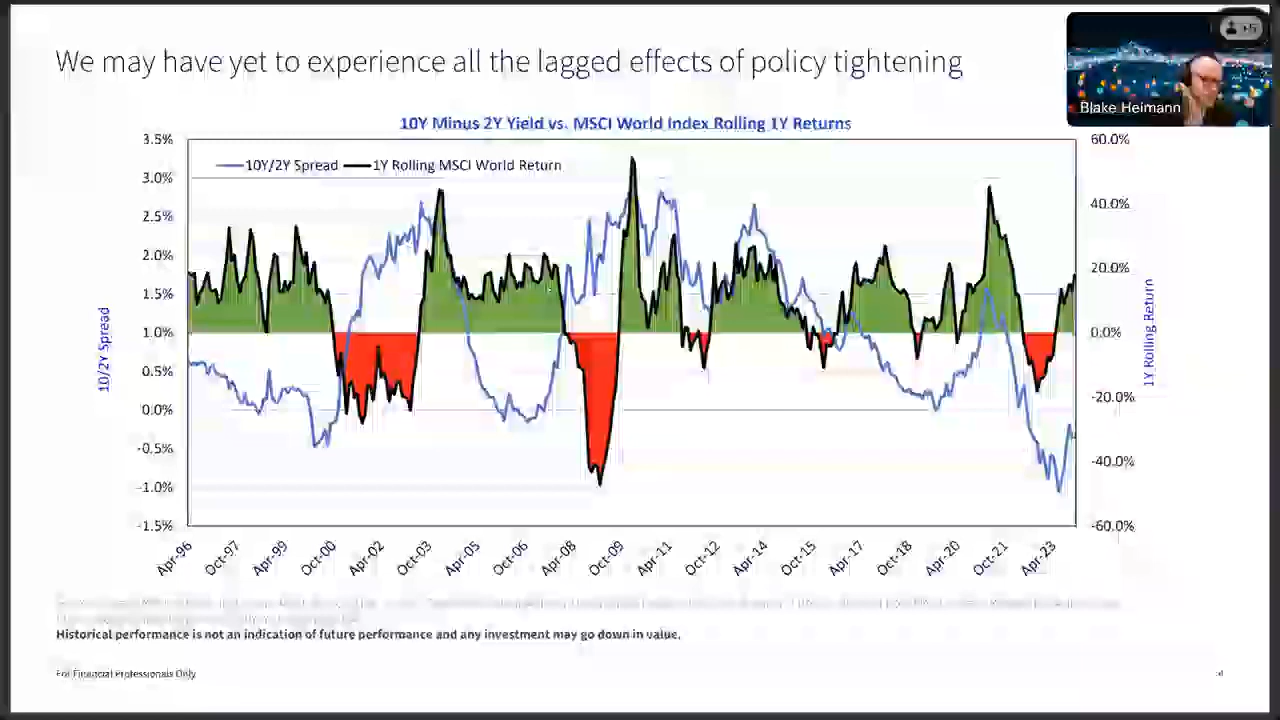 We may have yet to experience all the lagged effects of policy tightening
+5
Blake Heimann
10Y Minus 2Y Yield vs. MSCI World Index Rolling 1Y Returns
10Y/2Y Spread
1Y Rolling MSCI World Return
3.5%
3.0%
2.5%
2.0%
1.5%
1.0%
0.5%
0.0%
-0.5%
-1.0%
-1.5%
10/2Y Spread
60.0%
40.0%
20.0%
0.0%
-20.0%
-40.0%
-60.0%
1Y Rolling Return
Apr-96
Oct-97
Apr-99
Oct-00
Apr-02
Oct-03
Apr-05
Oct-06
Apr-08
Oct-09
Apr-11
Oct-12
Apr-14
Oct-15
Apr-17
Oct-18
Apr-20
Oct-21
Apr-23
Historical performance is not an indication of future performance and any investment may go down in value.
For Financial Professionals Only